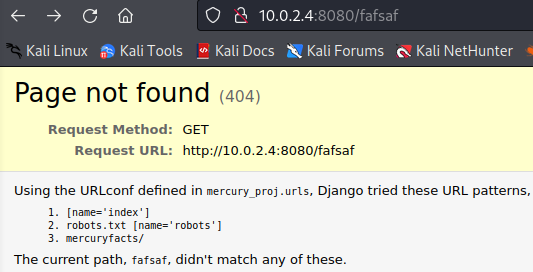 10.0.2.4:8080/fafsaf
Kali Linux Kali Tools Kali Docs Kali Forums Kali NetHunter
Page not found (404)
Request Method: GET
Request URL: http://10.0.2.4:8080/fafsaf
Using the URLconf defined in mercury_proj.urls, Django tried these URL patterns,
1. [name='index']
2. robots.txt [name='robots']
3. mercuryfacts/
The current path, fafsaf, didn't match any of these.